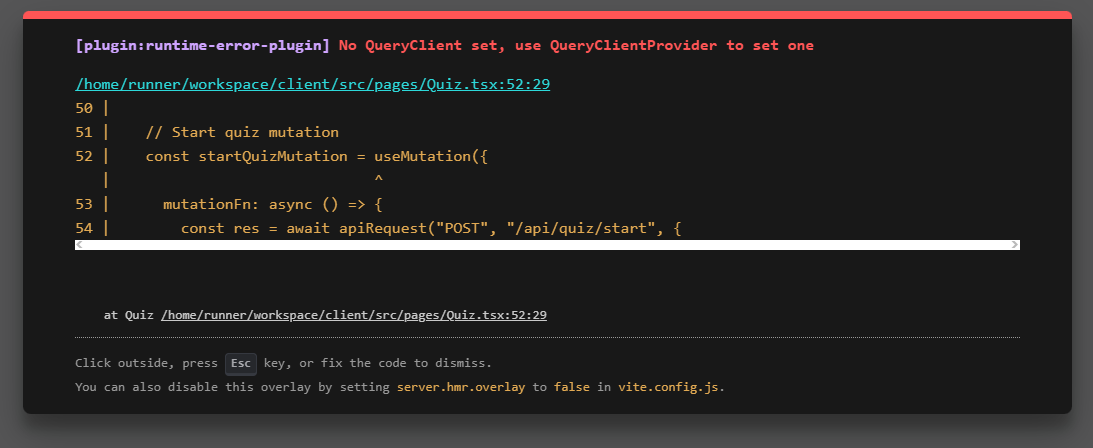 [plugin:runtime-error-plugin] No QueryClient set, use QueryClientProvider to set one
/home/runner/workspace/client/src/pages/Quiz.tsx:52:29
50 |
51 |    // Start quiz mutation
52 |    const startQuizMutation = useMutation({
   |                              ^
53 |      mutationFn: async () => {
54 |        const res = await apiRequest("POST", "/api/quiz/start", {
at Quiz /home/runner/workspace/client/src/pages/Quiz.tsx:52:29
Click outside, press Esc key, or fix the code to dismiss.
You can also disable this overlay by setting server.hmr.overlay to false in vite.config.js.